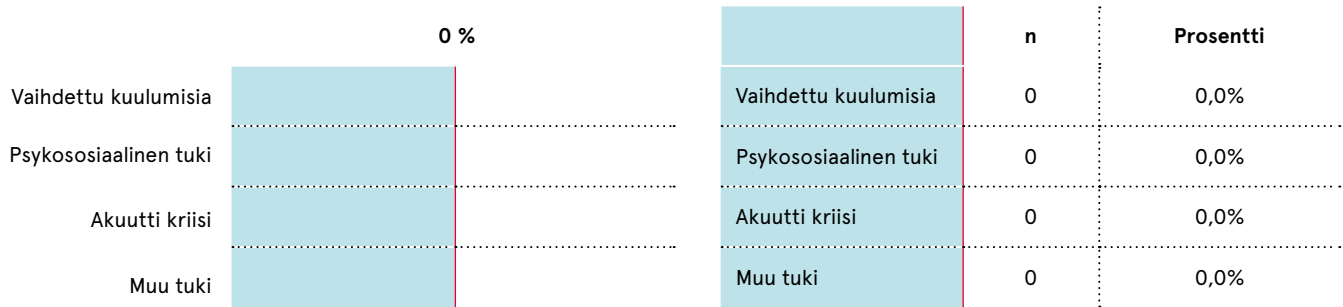 0 %
Vaihdettu kuulumisia
Psykososiaalinen tuki
Akuutti kriisi
Muu tuki
n Prosentti
Vaihdettu kuulumisia 0 0,0%
Psykososiaalinen tuki 0 0,0%
Akuutti kriisi 0 0,0%
Muu tuki 0 0,0%